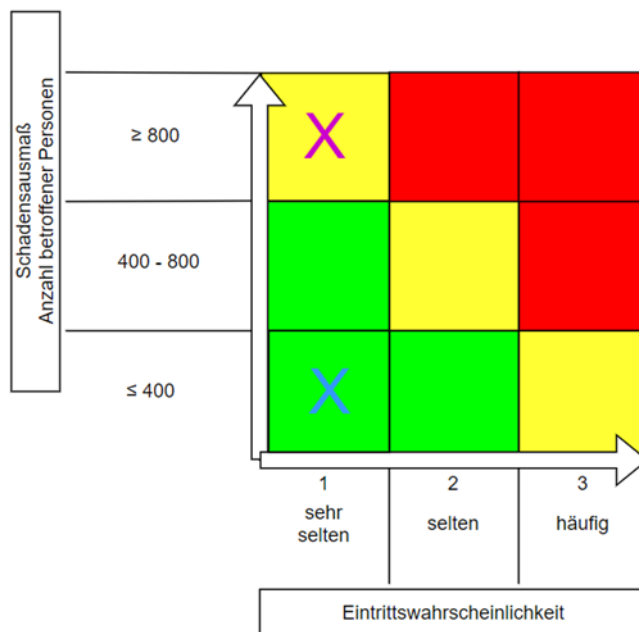 Schadensausmaß
Anzahl betroffener Personen
≥ 800
400 - 800
≤ 400
X
X
1
sehr
selten
2
selten
3
häufig
Eintrittswahrscheinlichkeit